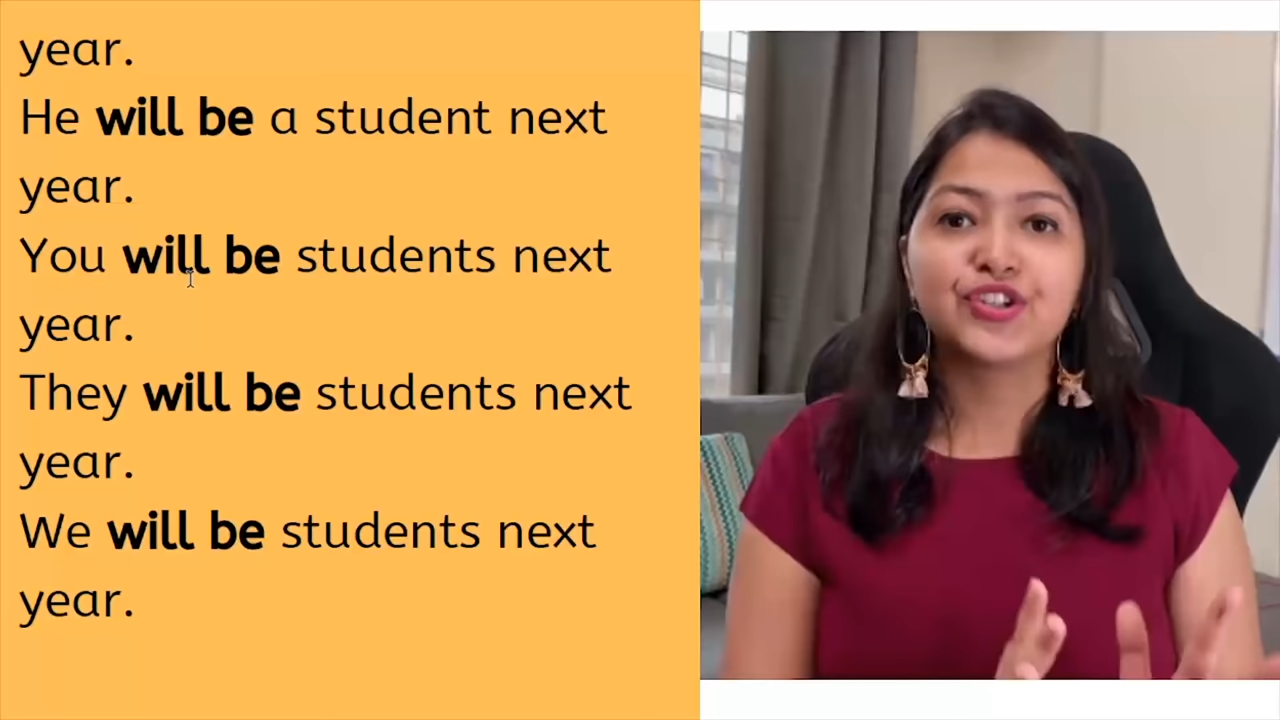 year.
He will be a student next
year.
You will be students next
year.
They will be students next
year.
We will be students next
year.